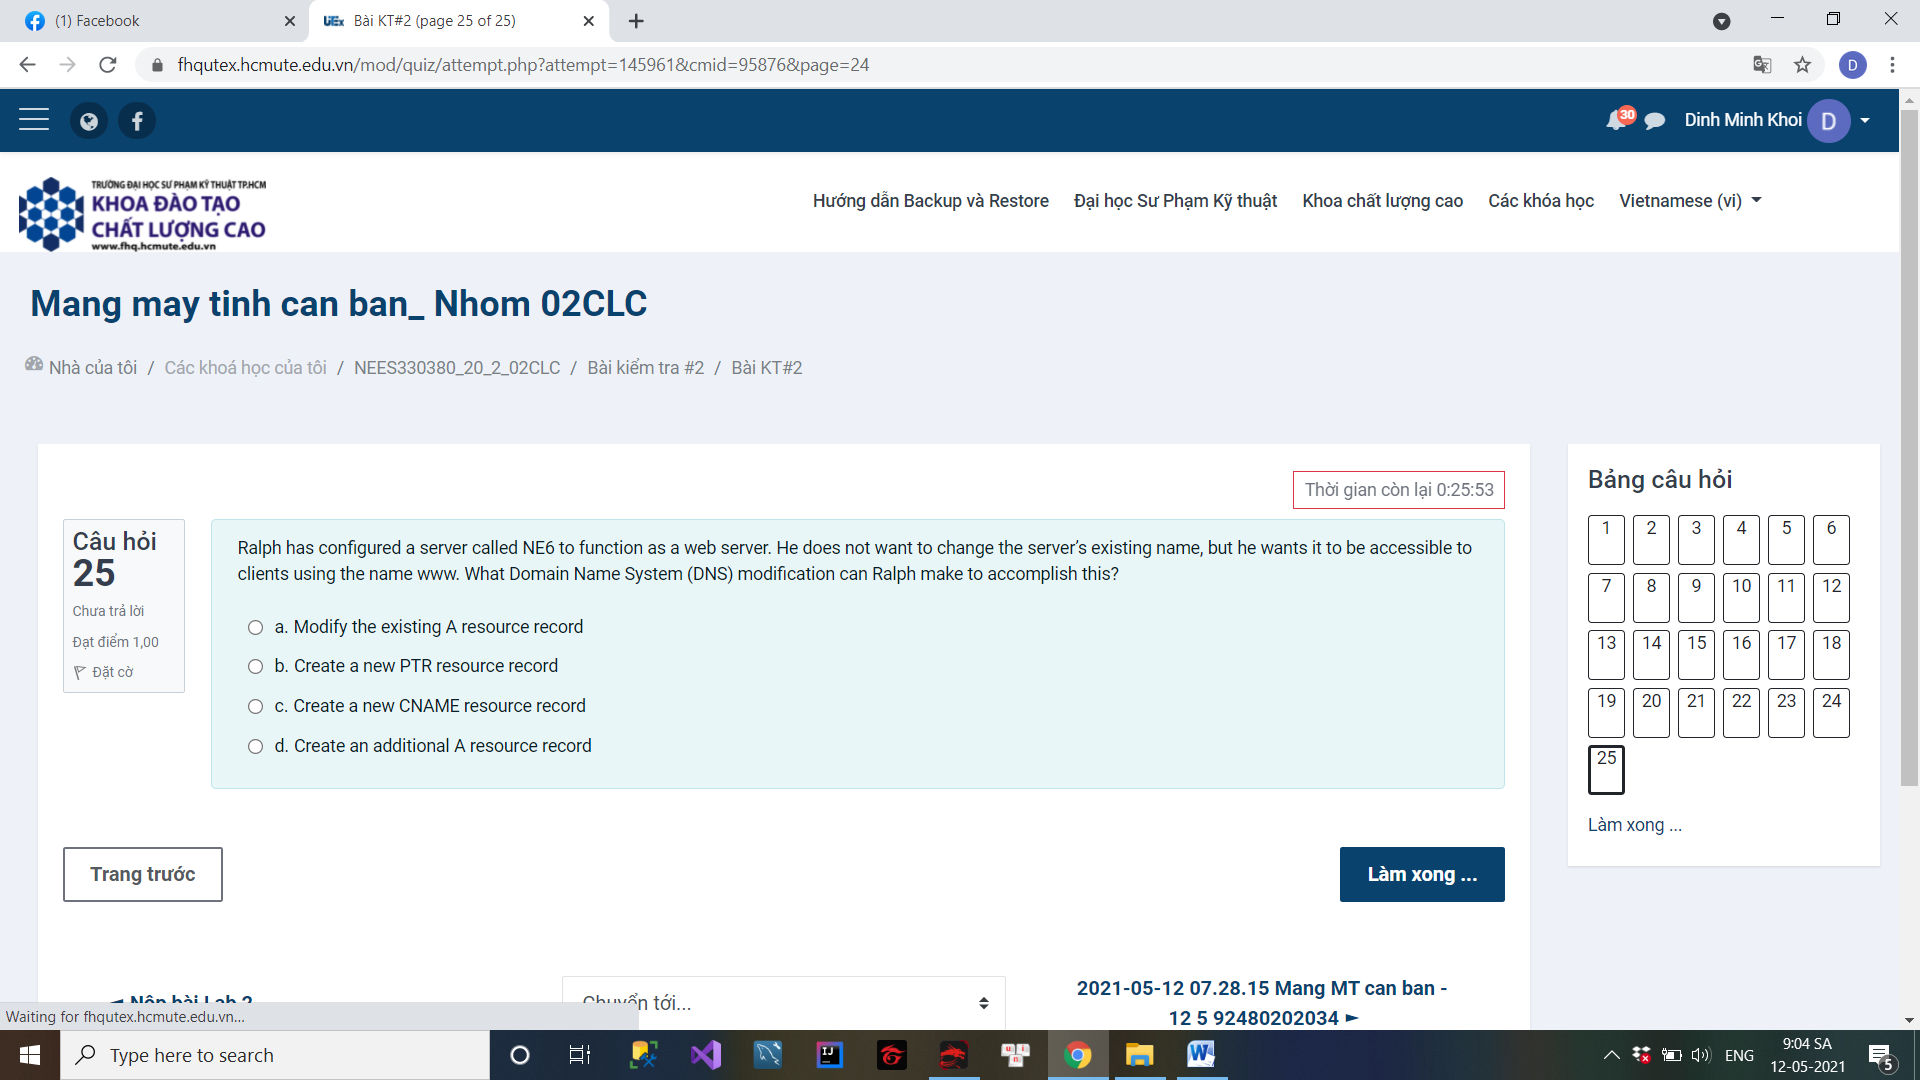 (1) Facebook
UEx Bài KT#2 (page 25 of 25)
fhqutex.hcmute.edu.vn/mod/quiz/attempt.php?attempt=145961&cmid=95876&page=24
D
30
Dinh Minh Khoi
D
TRƯỜNG ĐẠI HỌC SƯ PHẠM KỸ THUẬT TP.HCM
KHOA ĐÀO TẠO
CHẤT LƯỢNG CAO
www.fhq.hcmute.edu.vn
Hướng dẫn Backup và Restore
Đại học Sư Phạm Kỹ thuật
Khoa chất lượng cao
Các khóa học
Vietnamese (vi)
Mang may tinh can ban_ Nhom 02CLC
Nhà của tôi / Các khoá học của tôi / NEES330380_20_2_02CLC / Bài kiểm tra #2 / Bài KT#2
Thời gian còn lại 0:25:53
Câu hỏi
25
Chưa trả lời
Đạt điểm 1,00
Đặt cờ
Ralph has configured a server called NE6 to function as a web server. He does not want to change the server's existing name, but he wants it to be accessible to
clients using the name www. What Domain Name System (DNS) modification can Ralph make to accomplish this?
a. Modify the existing A resource record
b. Create a new PTR resource record
c. Create a new CNAME resource record
d. Create an additional A resource record
Trang trước
Làm xong ...
Bảng câu hỏi
1 2 3 4 5 6
7 8 9 10 11 12
13 14 15 16 17 18
19 20 21 22 23 24
25
Làm xong ...
◄ Nộp bài Lab 2
Chuyển tới...
2021-05-12 07.28.15 Mang MT can ban -
12 5 92480202034 ►
Waiting for fhqutex.hcmute.edu.vn...
Type here to search
IJ
W
ENG
9:04 SA
12-05-2021
5